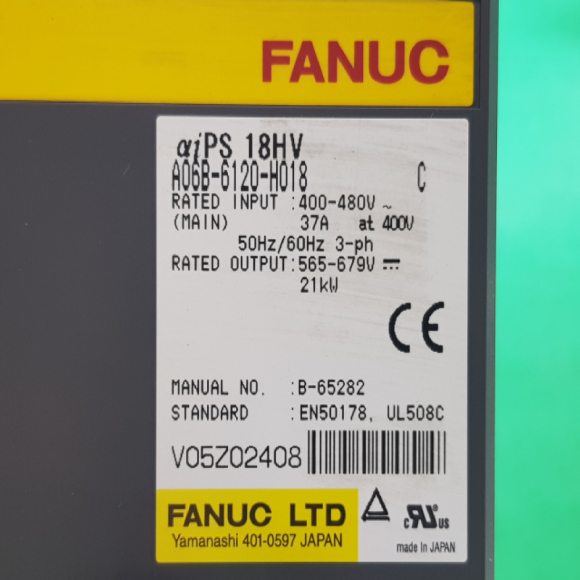 FANUC
αiPS 18HV
A06B-6120-H018 C
RATED INPUT :400-480V ~
(MAIN) 37A at 400V
50Hz/60Hz 3-ph
RATED OUTPUT:565-679V ⎓
21kW
CE
MANUAL NO. :B-65282
STANDARD :EN50178, UL508C
V05Z02408
FANUC LTD
Yamanashi 401-0597 JAPAN
c RU US
made in JAPAN